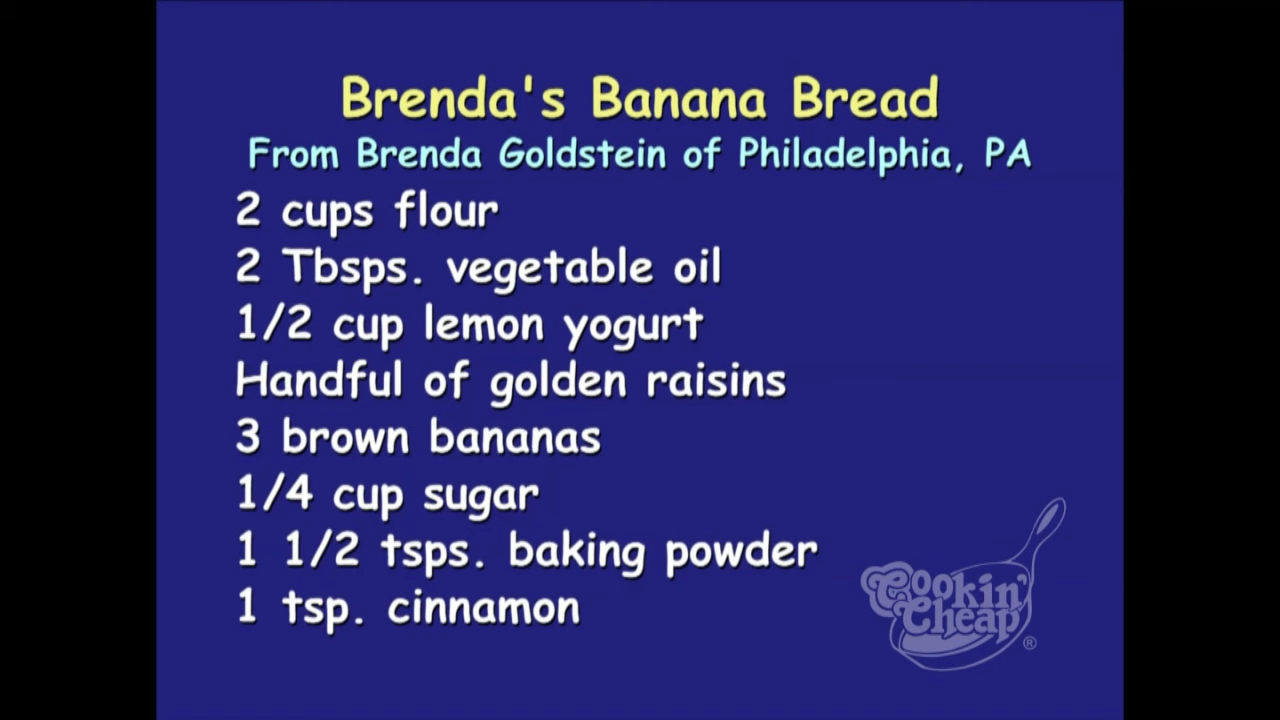 Brenda's Banana Bread
From Brenda Goldstein of Philadelphia, PA
2 cups flour
2 Tbsps. vegetable oil
1/2 cup lemon yogurt
Handful of golden raisins
3 brown bananas
1/4 cup sugar
1 1/2 tsps. baking powder
1 tsp. cinnamon
Cookin'
Cheap
®